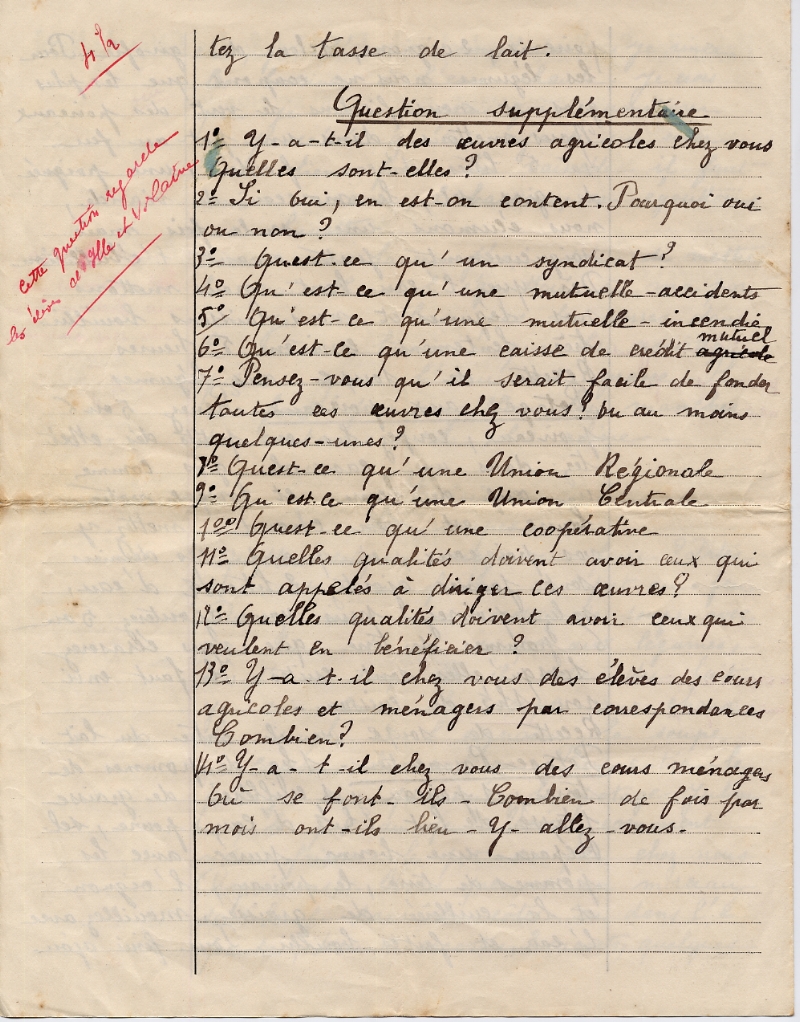 4/2
tez la tasse de lait.
Question supplémentaire
1º= Y-a-t-il des œuvres agricoles chez vous
Quelles sont-elles ?
2º= Si oui, en est-on content. Pourquoi oui
ou non ?
3º Quest-ce qu'un syndicat ?
4º= Qu'est-ce qu'une mutuelle-accidents
5º/ Qu'est-ce qu'une mutuelle-incendie
mutuel
6º= Qu'est-ce qu'une caisse de crédit agricole
7º= Pensez-vous qu'il serait facile de fonder
toutes ces œuvres chez vous ? ou au moins
quelques-unes ?
8º= Quest-ce qu'une Union Régionale
9º= Qu'est-ce qu'une Union Centrale
10º= Quest-ce qu'une coopérative
11º= Quelles qualités doivent avoir ceux qui
sont appelés à diriger ces œuvres ?
12º= Quelles qualités doivent avoir ceux qui
veulent en bénéficier ?
13º= Y-a-t-il chez vous des élèves des cours
agricoles et ménagers par correspondances
Combien ?
14º= Y-a-t-il chez vous des cours ménagers
Où se font-ils - Combien de fois par
mois ont-ils lieu - Y-allez-vous.
Cette question regarde
les élèves et